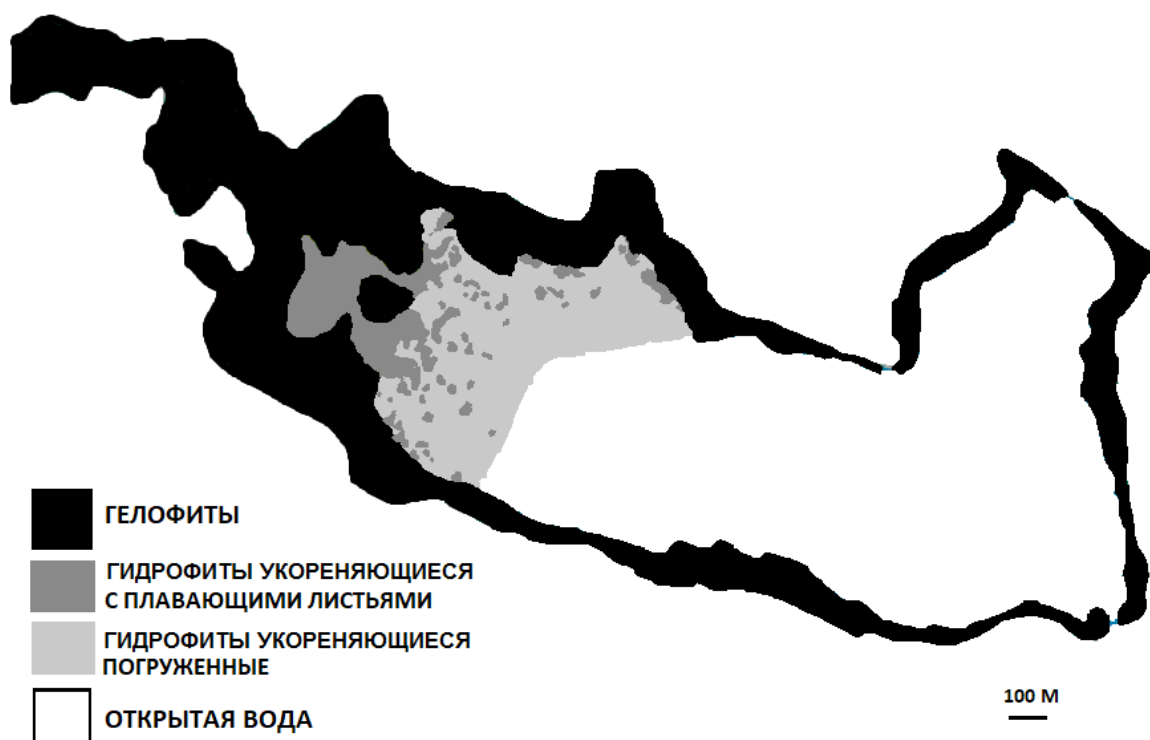 ГЕЛОФИТЫ
ГИДРОФИТЫ УКОРЕНЯЮЩИЕСЯ
С ПЛАВАЮЩИМИ ЛИСТЬЯМИ
ГИДРОФИТЫ УКОРЕНЯЮЩИЕСЯ
ПОГРУЖЕННЫЕ
ОТКРЫТАЯ ВОДА
100 М